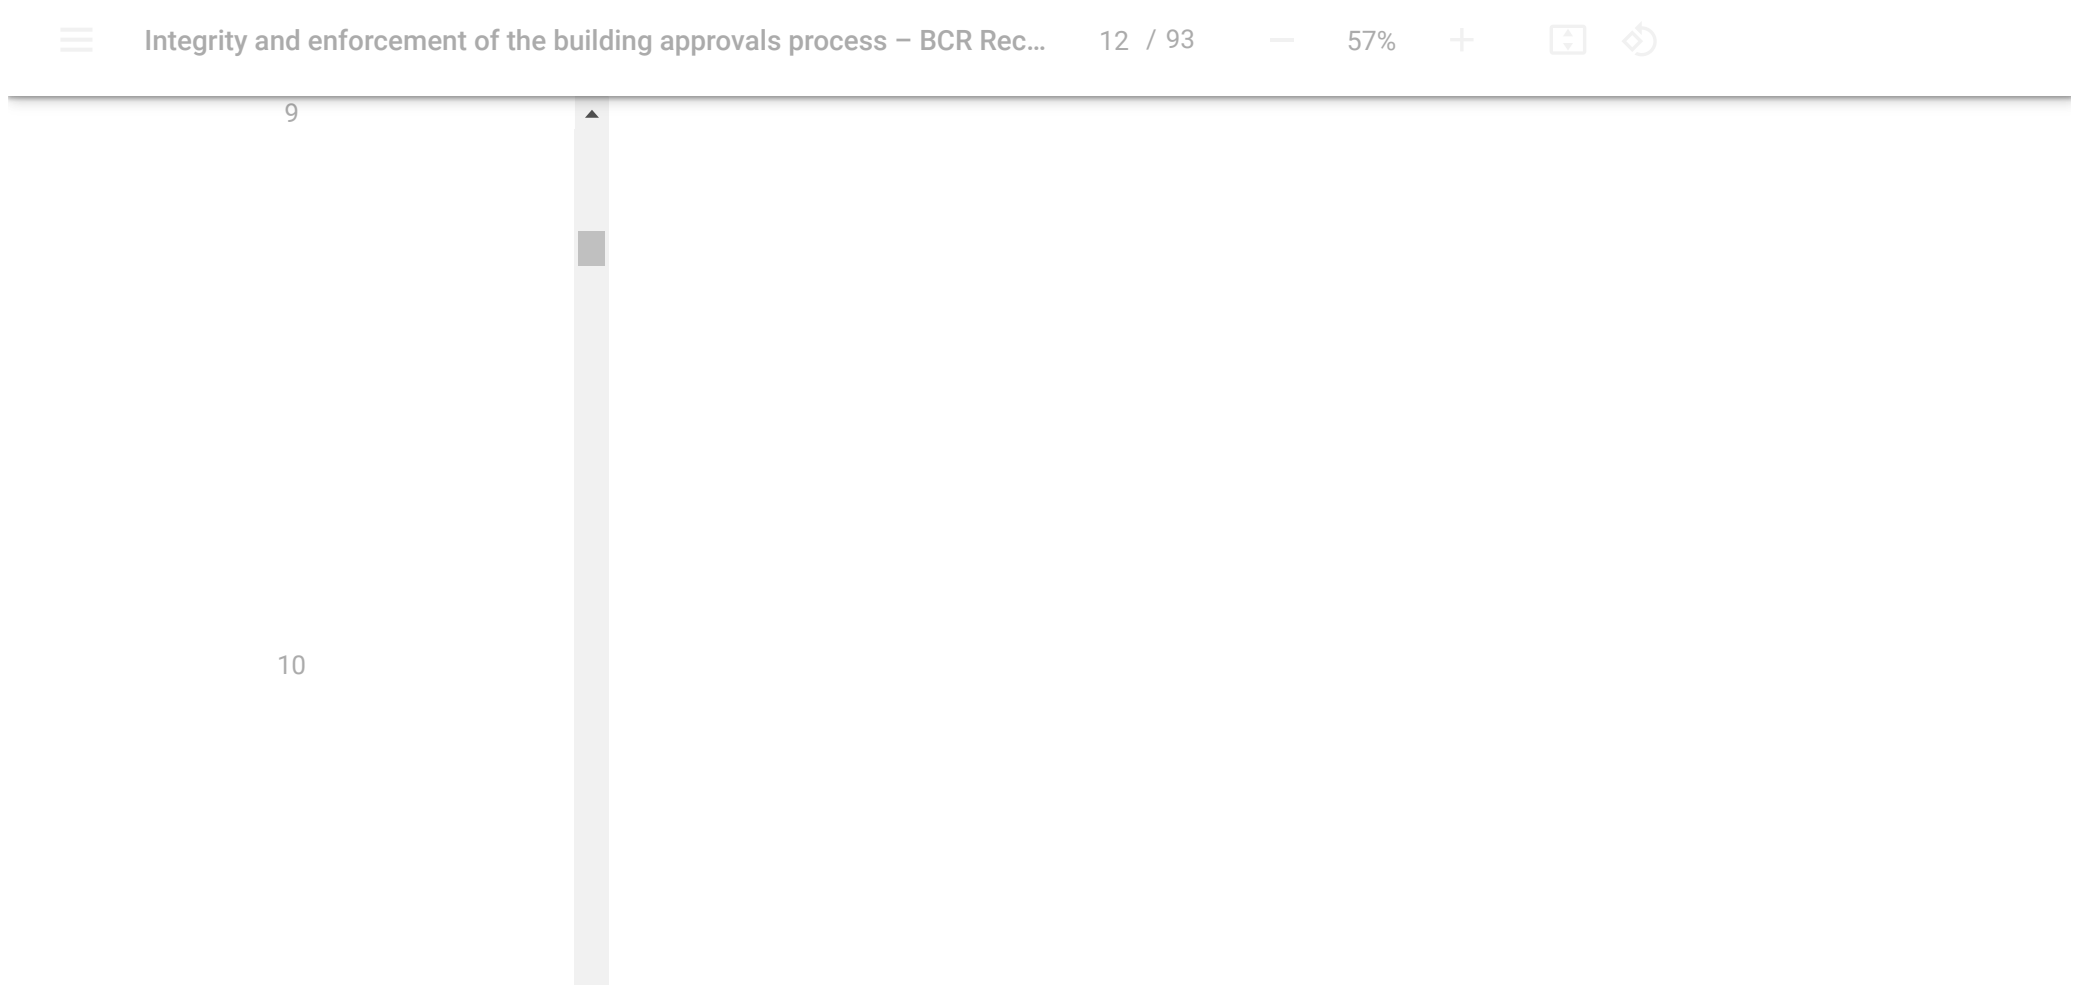 Integrity and enforcement of the building approvals process – BCR Rec... 12 / 93 57%
9
10